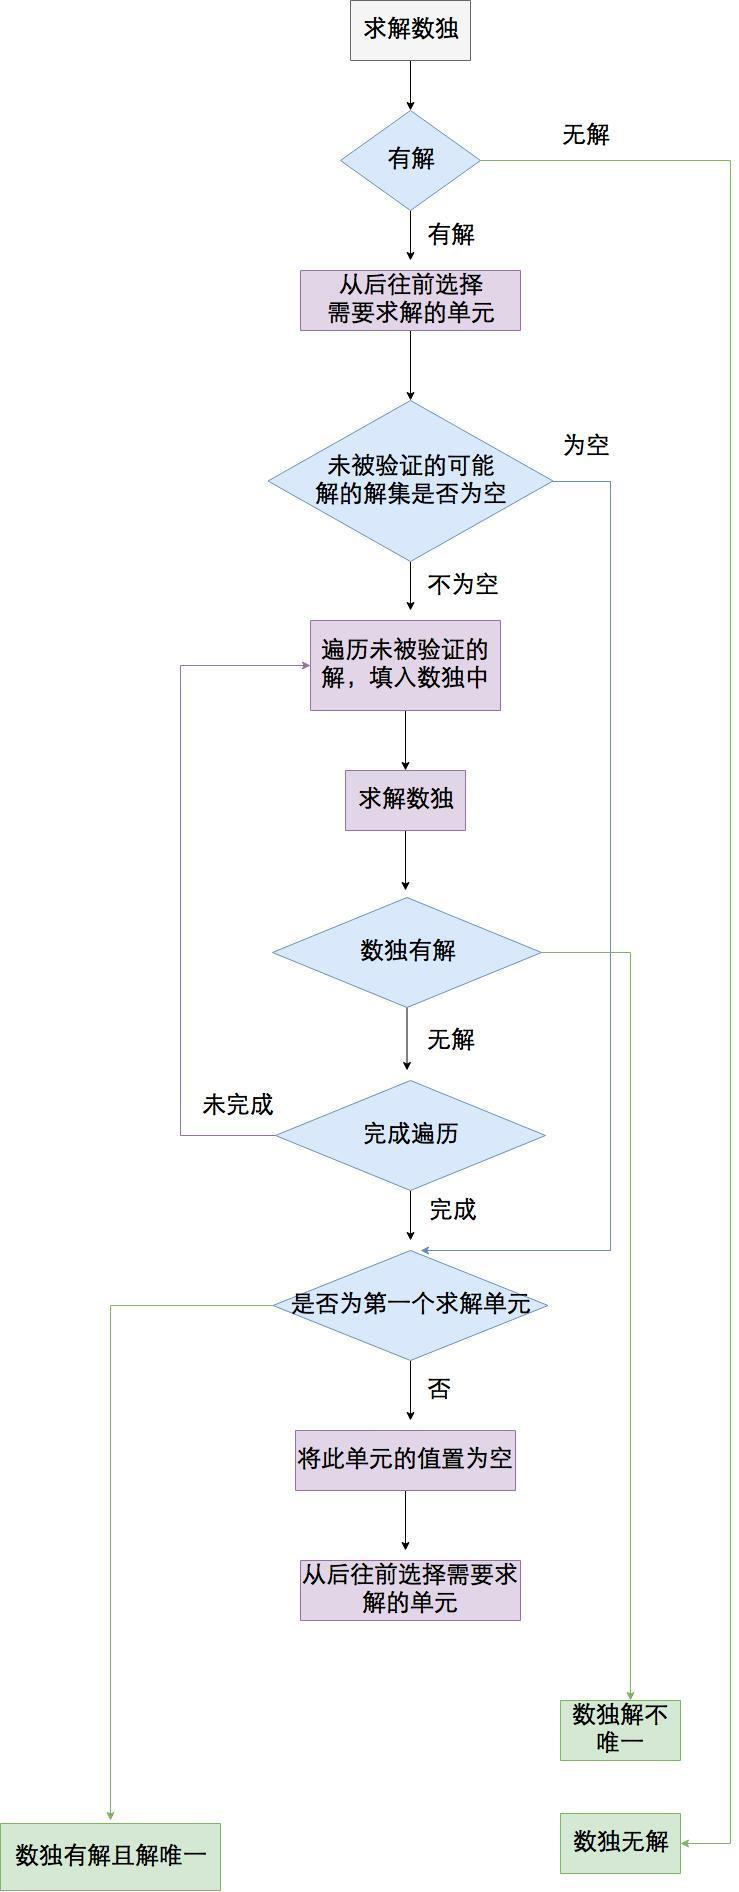 求解数独
有解
无解
有解
从后往前选择
需要求解的单元
为空
未被验证的可能
解的解集是否为空
不为空
遍历未被验证的
解，填入数独中
求解数独
数独有解
无解
未完成
完成遍历
完成
是否为第一个求解单元
否
将此单元的值置为空
从后往前选择需要求
解的单元
数独解不
唯一
数独无解
数独有解且解唯一